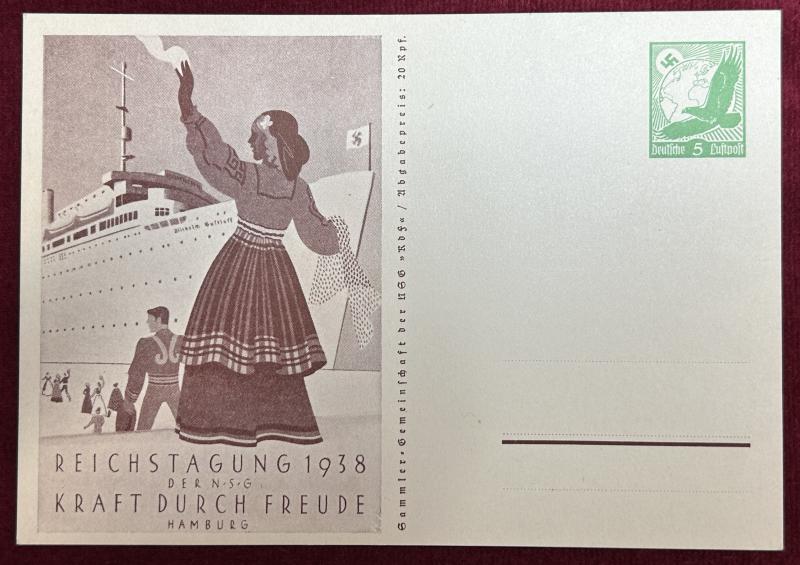 Wilhelm Gustloff
REICHSTAGUNG 1938
DER N·S·G·
KRAFT DURCH FREUDE
HAMBURG
Sammler-Gemeinschaft der NSG »KdF« / Abgabepreis: 20 Rpf.
Deutsche 5 Luftpost